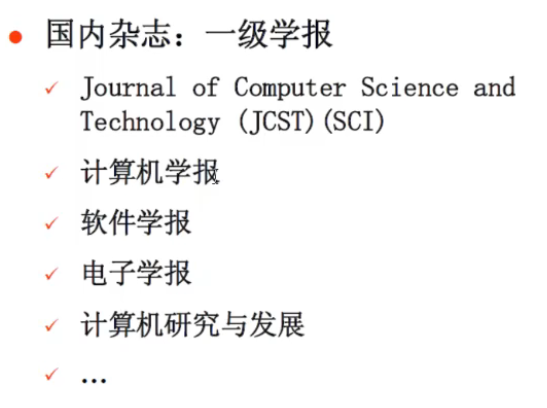 国内杂志：一级学报
Journal of Computer Science and
Technology (JCST)(SCI)
计算机学报
软件学报
电子学报
计算机研究与发展
...